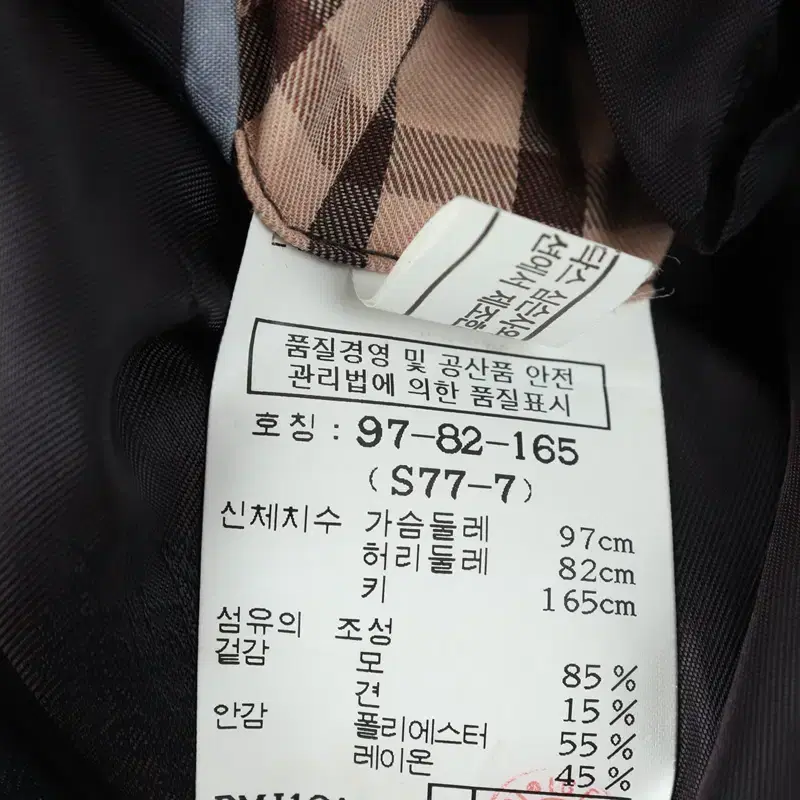 품질경영 및 공산품 안전
관리법에 의한 품질표시
호칭 : 97-82-165
(S77-7)
신체치수 가슴둘레 97cm
허리둘레 82cm
키 165cm
섬유의 조성
겉감 모 85%
견 15%
안감 폴리에스터 55%
레이온 45%